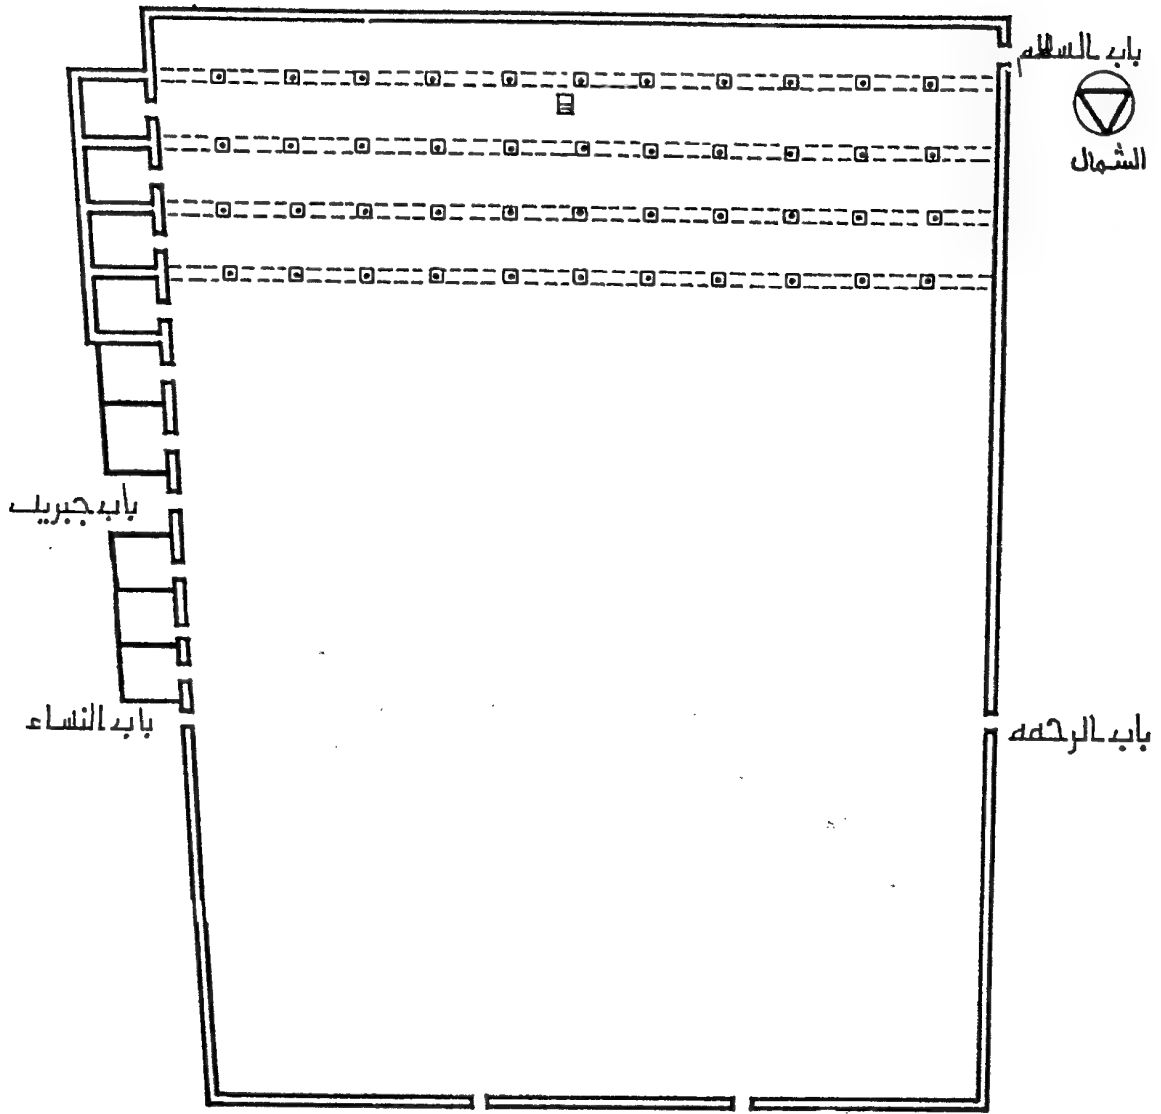 باب السلام
الشمال
باب جبريل
باب النساء
باب الرحمه